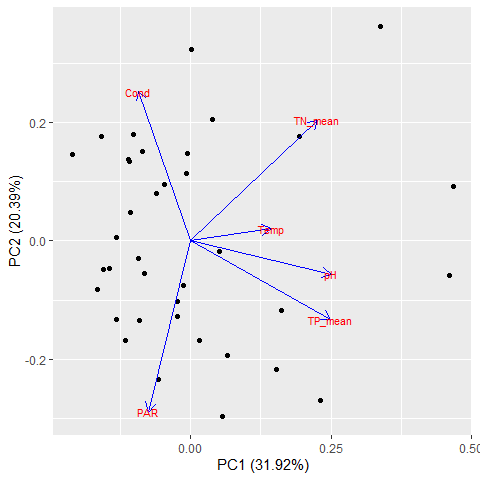 Cond
TN_mean
0.2
Temp
0.0
pH
TP_mean
-0.2
PAR
0.00
0.25
0.50
PC1 (31.92%)
PC2 (20.39%)